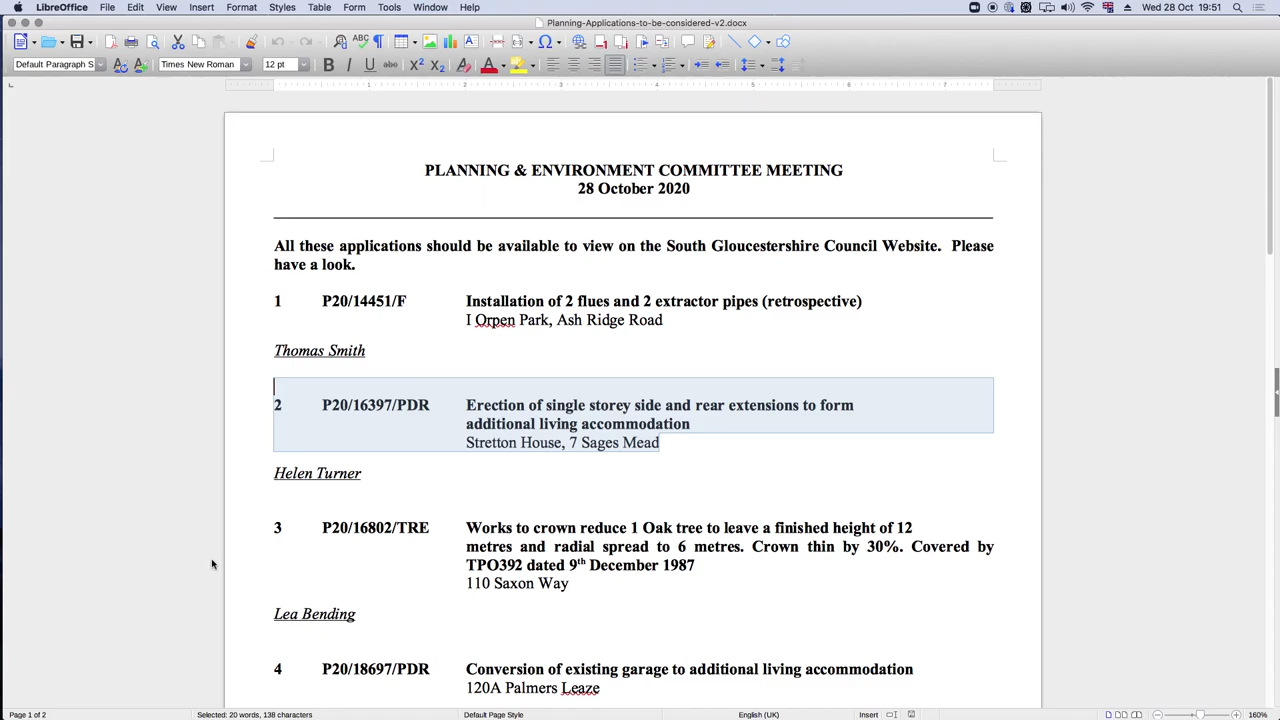 LibreOffice File Edit View Insert Format Styles Table Form Tools Window Help Wed 28 Oct 19:51
Planning-Applications-to-be-considered-v2.docx
Default Paragraph S Times New Roman 12 pt
1 2 3 4 5 6 7
PLANNING & ENVIRONMENT COMMITTEE MEETING
28 October 2020
All these applications should be available to view on the South Gloucestershire Council Website. Please
have a look.
1 P20/14451/F Installation of 2 flues and 2 extractor pipes (retrospective)
I Orpen Park, Ash Ridge Road
Thomas Smith
2 P20/16397/PDR Erection of single storey side and rear extensions to form
additional living accommodation
Stretton House, 7 Sages Mead
Helen Turner
3 P20/16802/TRE Works to crown reduce 1 Oak tree to leave a finished height of 12
metres and radial spread to 6 metres. Crown thin by 30%. Covered by
TPO392 dated 9th December 1987
110 Saxon Way
Lea Bending
4 P20/18697/PDR Conversion of existing garage to additional living accommodation
120A Palmers Leaze
Page 1 of 2 Selected: 20 words, 138 characters Default Page Style English (UK) Insert 160%